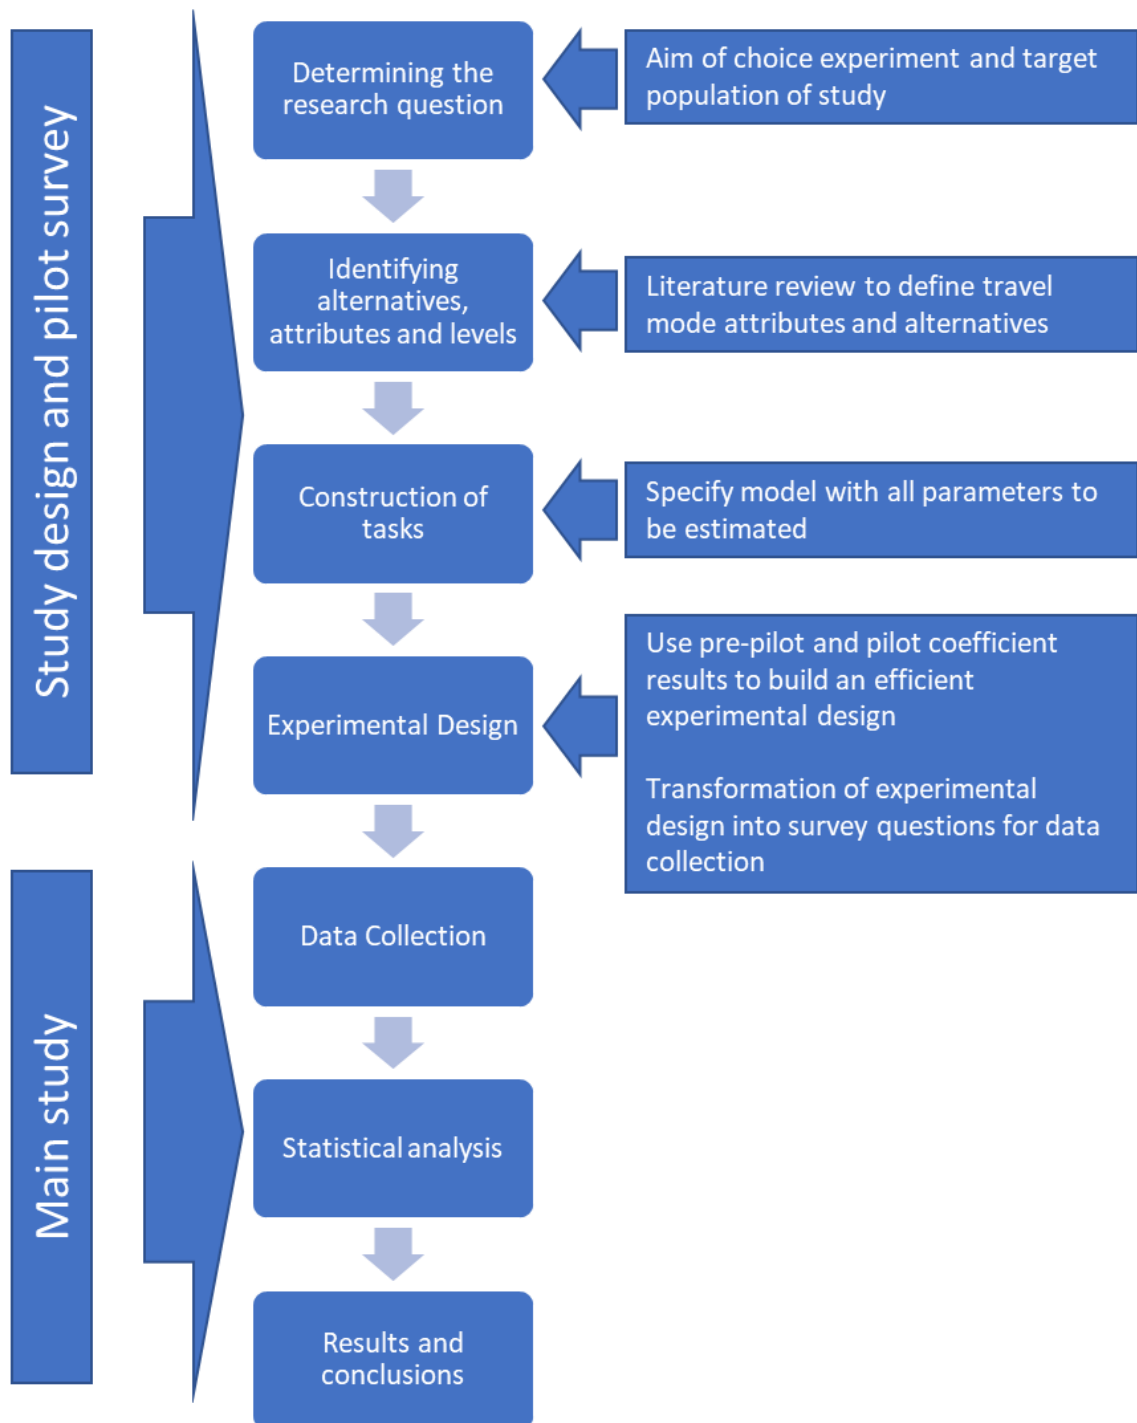 Study design and pilot survey
Determining the
research question
Aim of choice experiment and target
population of study
Identifying
alternatives,
attributes and levels
Literature review to define travel
mode attributes and alternatives
Construction of
tasks
Specify model with all parameters to
be estimated
Experimental Design
Use pre-pilot and pilot coefficient
results to build an efficient
experimental design
Transformation of experimental
design into survey questions for data
collection
Main study
Data Collection
Statistical analysis
Results and
conclusions